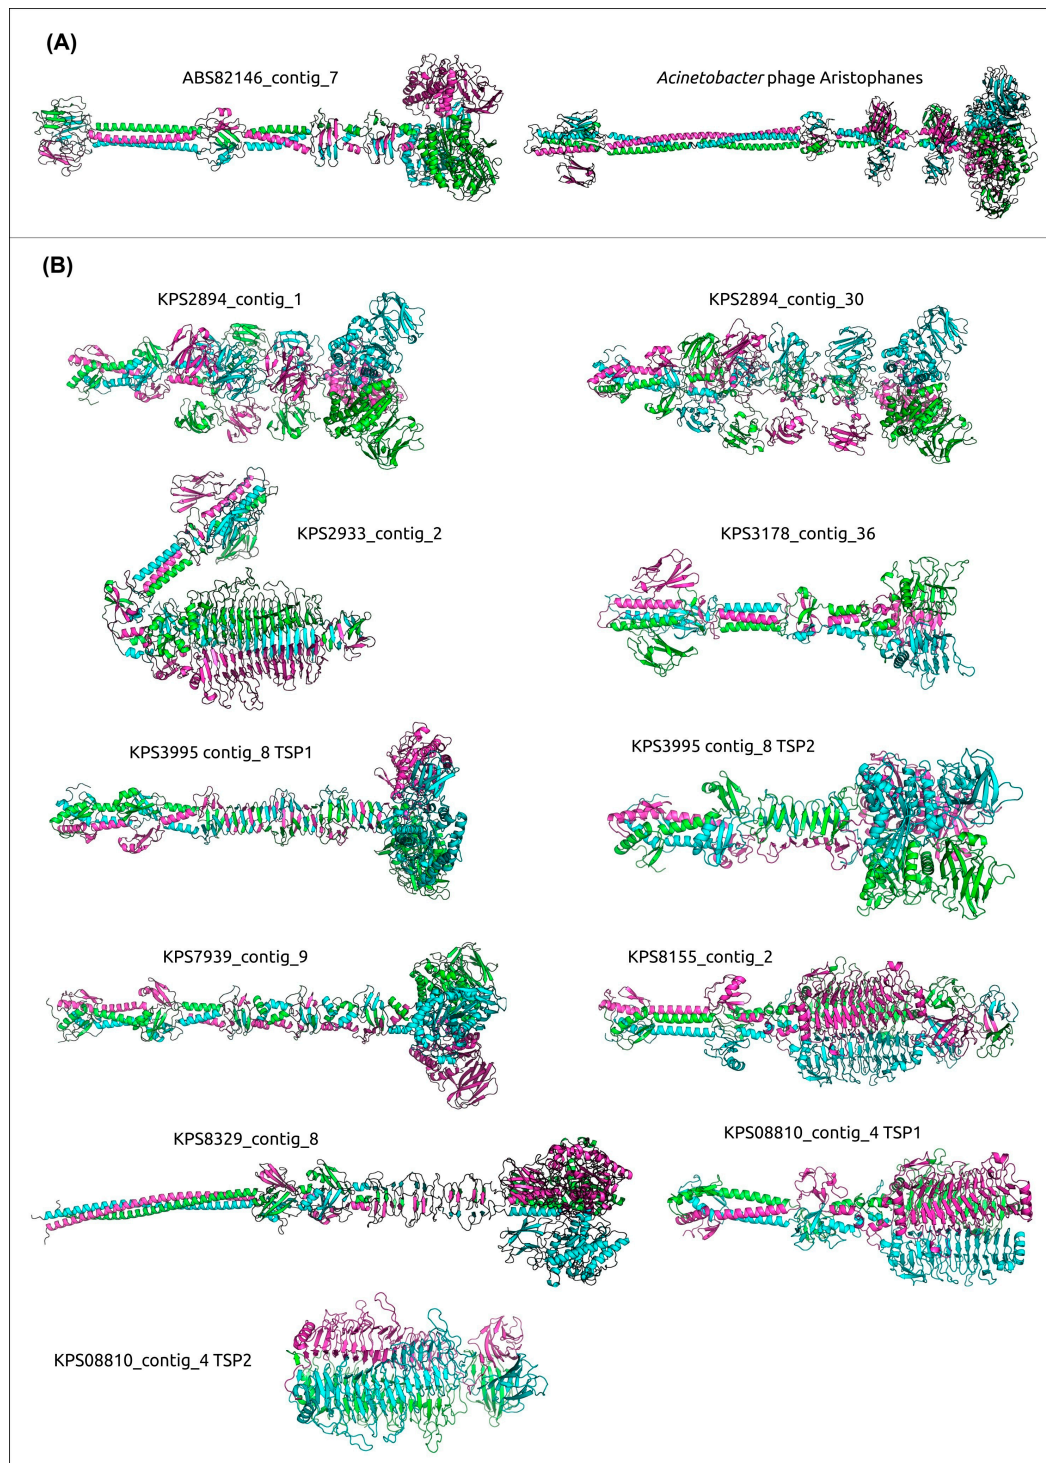 (A)
ABS82146_contig_7
Acinetobacter phage Aristophanes
(B)
KPS2894_contig_1
KPS2894_contig_30
KPS2933_contig_2
KPS3178_contig_36
KPS3995 contig_8 TSP1
KPS3995 contig_8 TSP2
KPS7939_contig_9
KPS8155_contig_2
KPS8329_contig_8
KPS08810_contig_4 TSP1
KPS08810_contig_4 TSP2